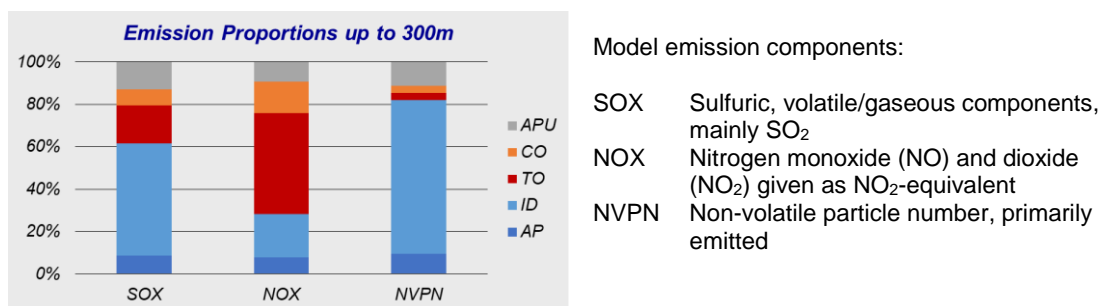 Emission Proportions up to 300m
100%
80%
60%
40%
20%
0%
SOX NOX NVPN
APU
CO
TO
ID
AP
Model emission components:
SOX Sulfuric, volatile/gaseous components,
mainly SO₂
NOX Nitrogen monoxide (NO) and dioxide
(NO₂) given as NO₂-equivalent
NVPN Non-volatile particle number, primarily
emitted